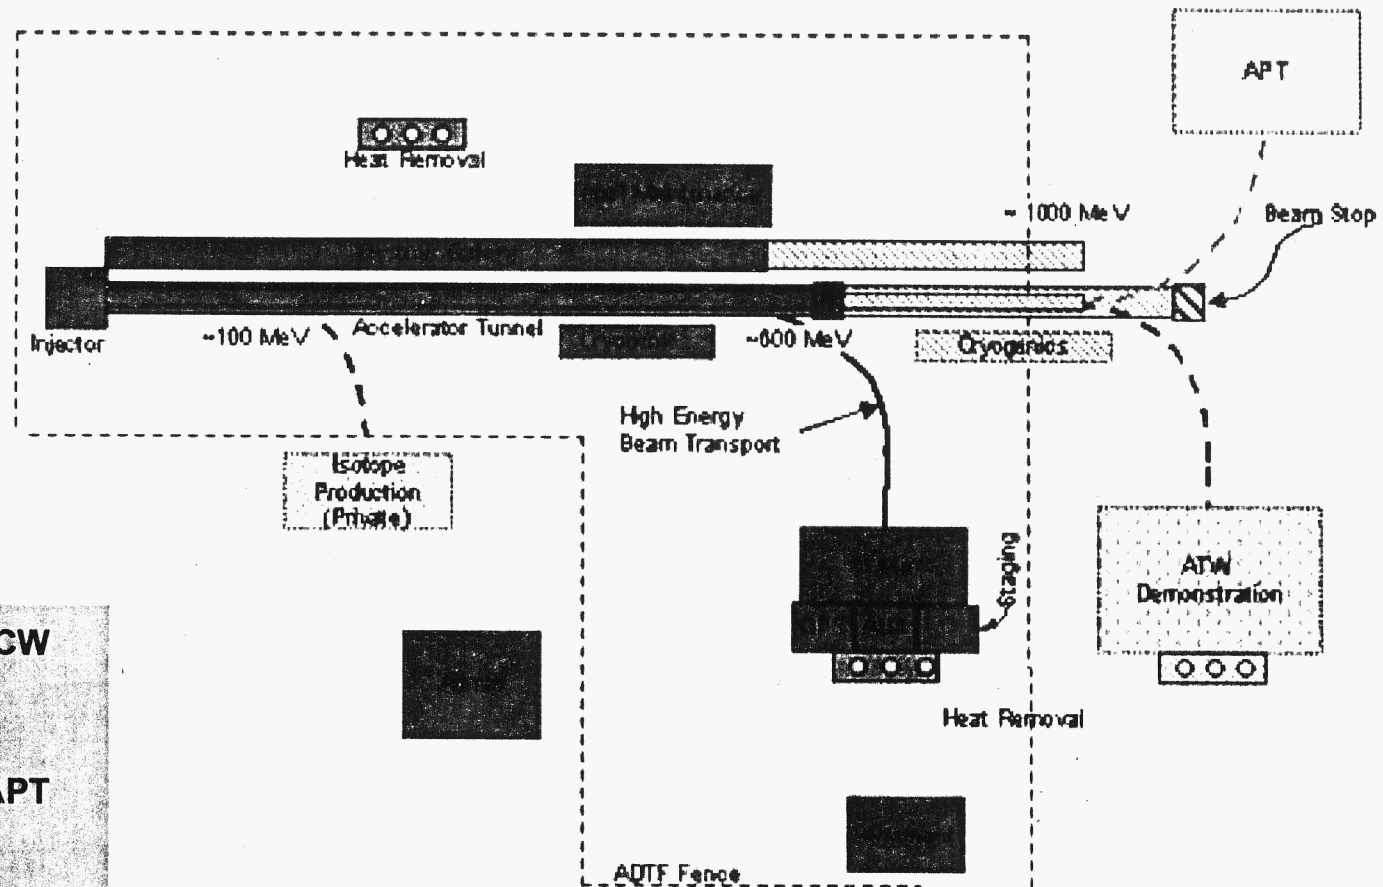 APT
Heat Removal
~ 1000 MeV
Beam Stop
Injector
~100 MeV
Accelerator Tunnel
~600 MeV
Cryogenics
High Energy
Beam Transport
Isotope
Production
(Private)
Staging
ATW
Demonstration
CW
Heat Removal
APT
ADTF Fence